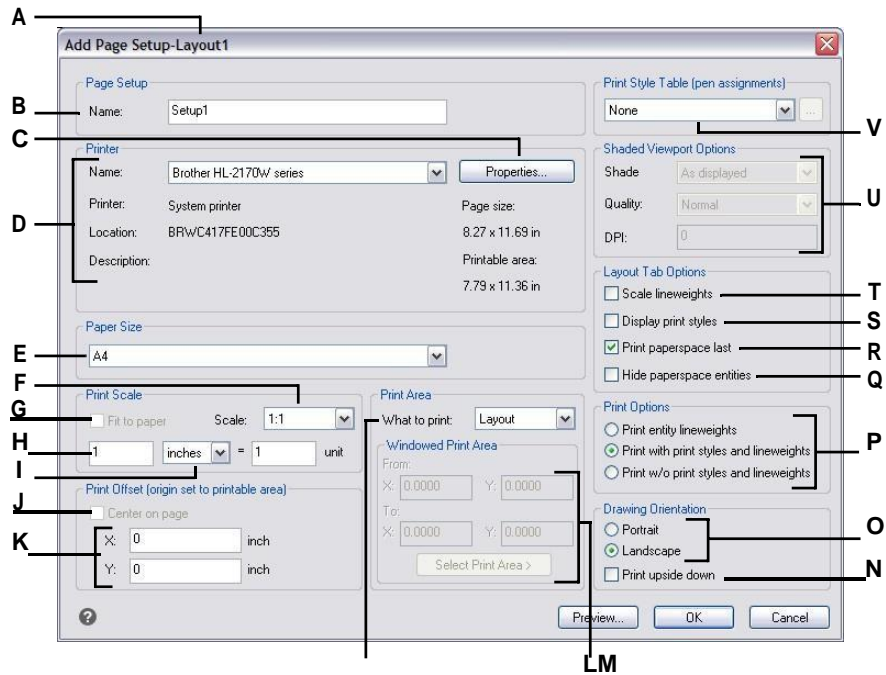 A
Add Page Setup-Layout1
Page Setup
B
Name:
Setup1
C
Printer
Name:
Brother HL-2170W series
Properties...
Printer:
System printer
Page size:
D
Location:
BRWC417FE00C355
8.27 x 11.69 in
Description:
Printable area:
7.79 x 11.36 in
Paper Size
E
A4
F
Print Scale
G
Fit to paper
Scale:
1:1
H
1
inches
=
1
unit
I
Print Offset (origin set to printable area)
J
Center on page
K
X:
0
inch
Y:
0
inch
Print Area
What to print:
Layout
Windowed Print Area
From:
X:
0.0000
Y:
0.0000
To:
X:
0.0000
Y:
0.0000
Select Print Area >
LM
Print Style Table (pen assignments)
None
...
V
Shaded Viewport Options
Shade
As displayed
Quality:
Normal
U
DPI:
0
Layout Tab Options
Scale lineweights
T
Display print styles
S
Print paperspace last
R
Hide paperspace entities
Q
Print Options
Print entity lineweights
Print with print styles and lineweights
P
Print w/o print styles and lineweights
Drawing Orientation
Portrait
O
Landscape
Print upside down
N
?
Preview...
OK
Cancel